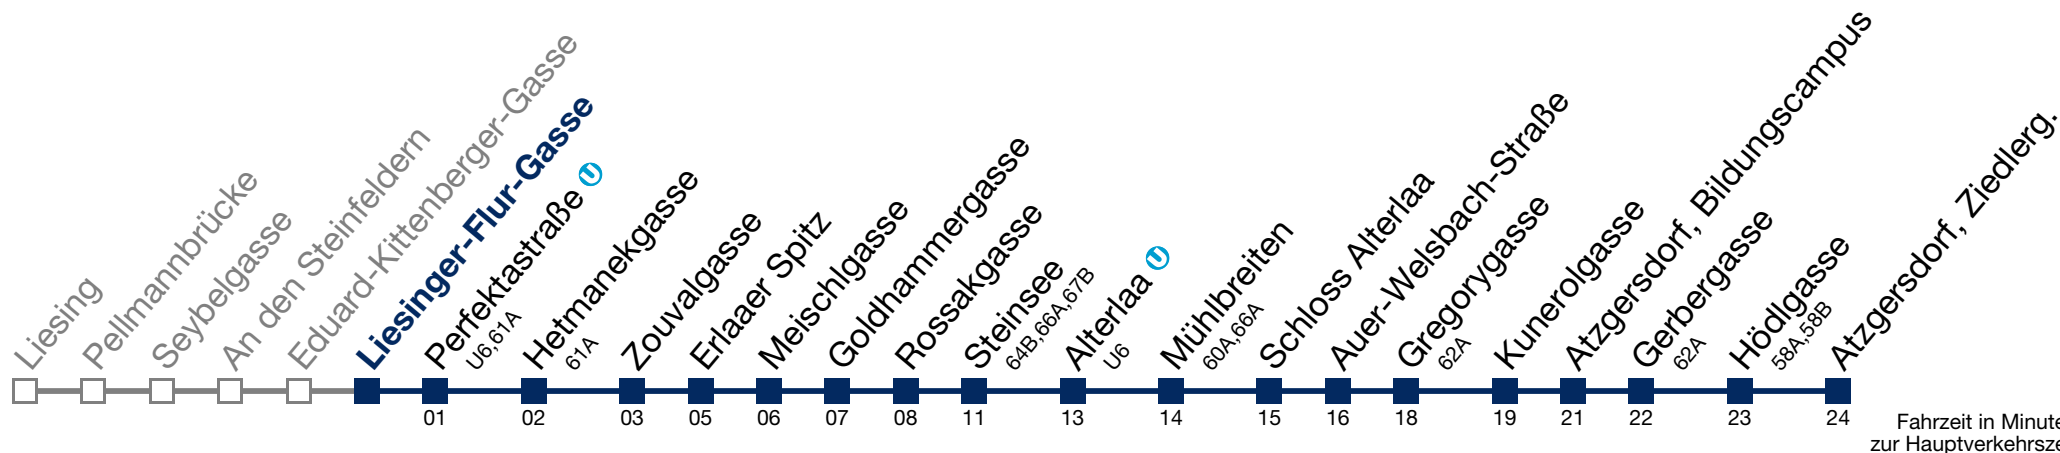 Liesing
Pellmannbrücke
Seybelgasse
An den Steinfeldern
Eduard-Kittenberger-Gasse
Liesinger-Flur-Gasse
Perfektastraße U
U6,61A
Hetmanekgasse
61A
Zouvalgasse
Erlaaer Spitz
Meischlgasse
Goldhammergasse
Rossakgasse
Steinsee
64B,66A,67B
Alterlaa U
U6
Mühlbreiten
60A,66A
Schloss Alterlaa
Auer-Welsbach-Straße
Gregorygasse
62A
Kunerolgasse
Atzgersdorf, Bildungscampus
Gerbergasse
62A
Hödlgasse
58A,58B
Atzgersdorf, Ziedlerg.
01 02 03 05 06 07 08 11 13 14 15 16 18 19 21 22 23 24
Fahrzeit in Minute
zur Hauptverkehrsze